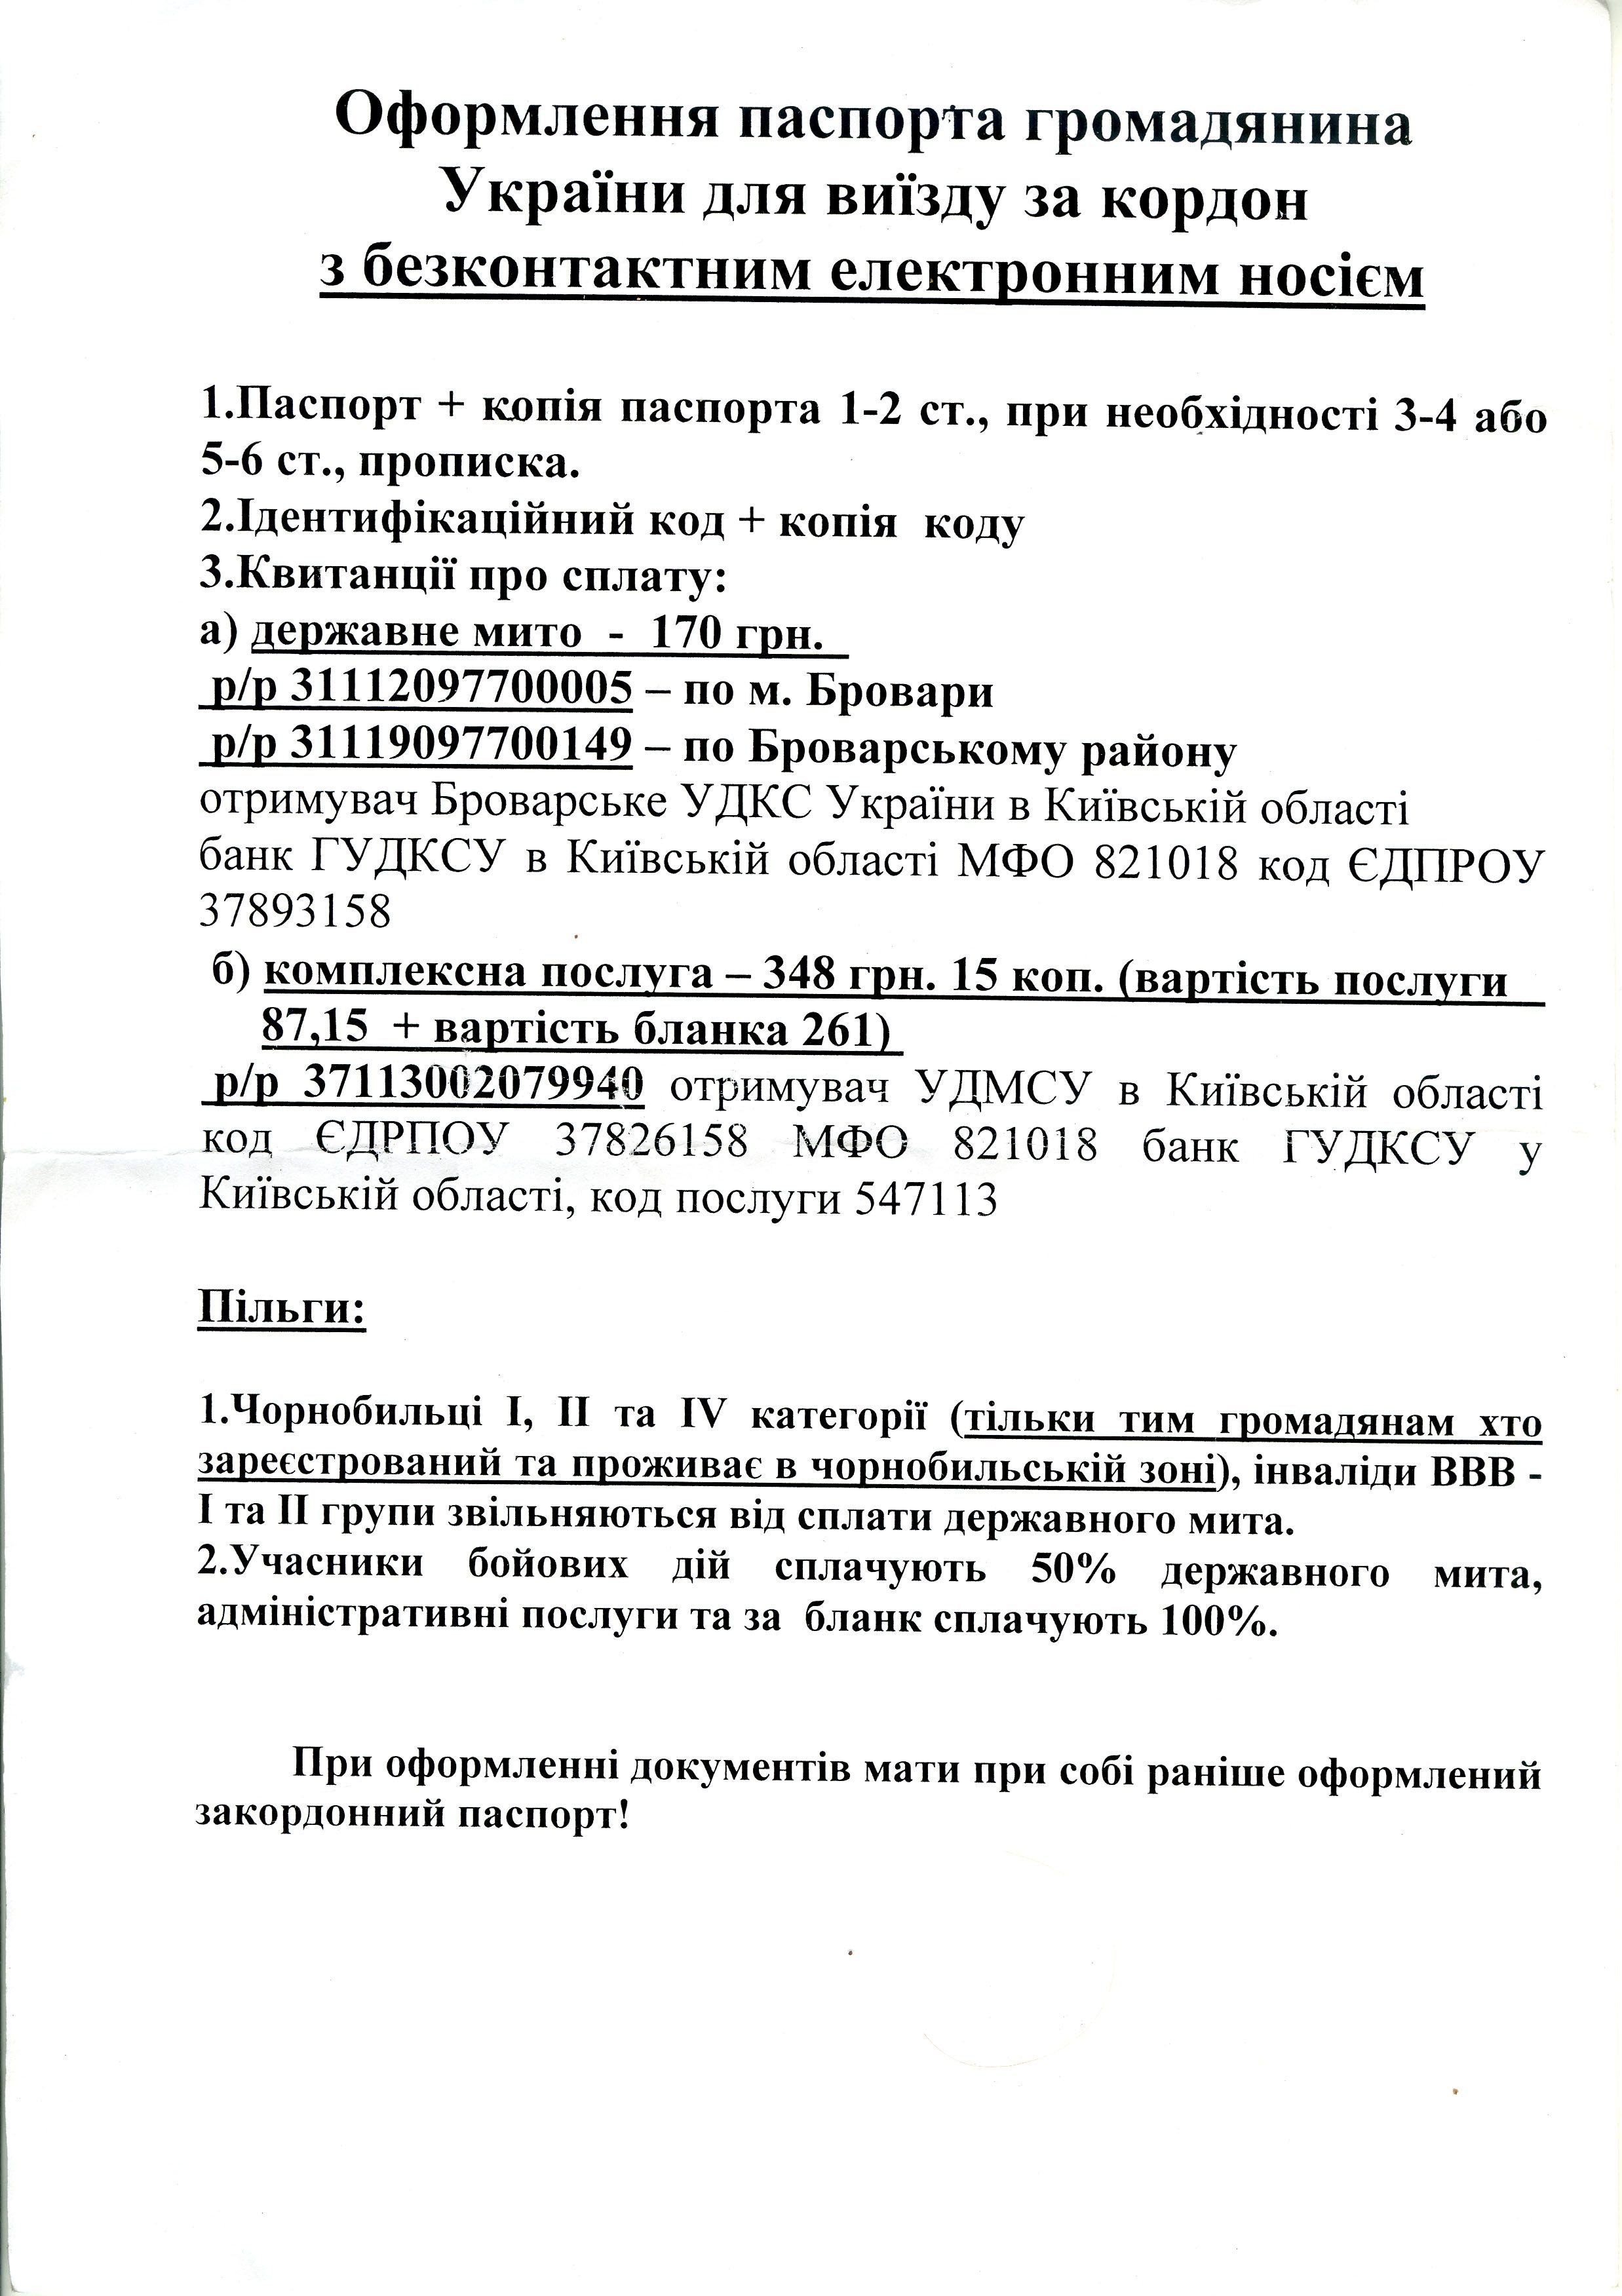 Оформлення паспорта громадянина
України для виїзду за кордон
з безконтактним електронним носієм
1.Паспорт + копія паспорта 1-2 ст., при необхідності 3-4 або
5-6 ст., прописка.
2.Ідентифікаційний код + копія коду
3.Квитанції про сплату:
а) державне мито - 170 грн.
р/р 31112097700005 – по м. Бровари
р/р 31119097700149 – по Броварському району
отримувач Броварське УДКС України в Київській області
банк ГУДКСУ в Київській області МФО 821018 код ЄДПРОУ
37893158
б) комплексна послуга – 348 грн. 15 коп. (вартість послуги
87,15 + вартість бланка 261)
р/р 37113002079940 отримувач УДМСУ в Київській області
код ЄДРПОУ 37826158 МФО 821018 банк ГУДКСУ у
Київській області, код послуги 547113
Пільги:
1.Чорнобильці І, ІІ та ІV категорії (тільки тим громадянам хто
зареєстрований та проживає в чорнобильській зоні), інваліди ВВВ -
І та ІІ групи звільняються від сплати державного мита.
2.Учасники бойових дій сплачують 50% державного мита,
адміністративні послуги та за бланк сплачують 100%.
При оформленні документів мати при собі раніше оформлений
закордонний паспорт!